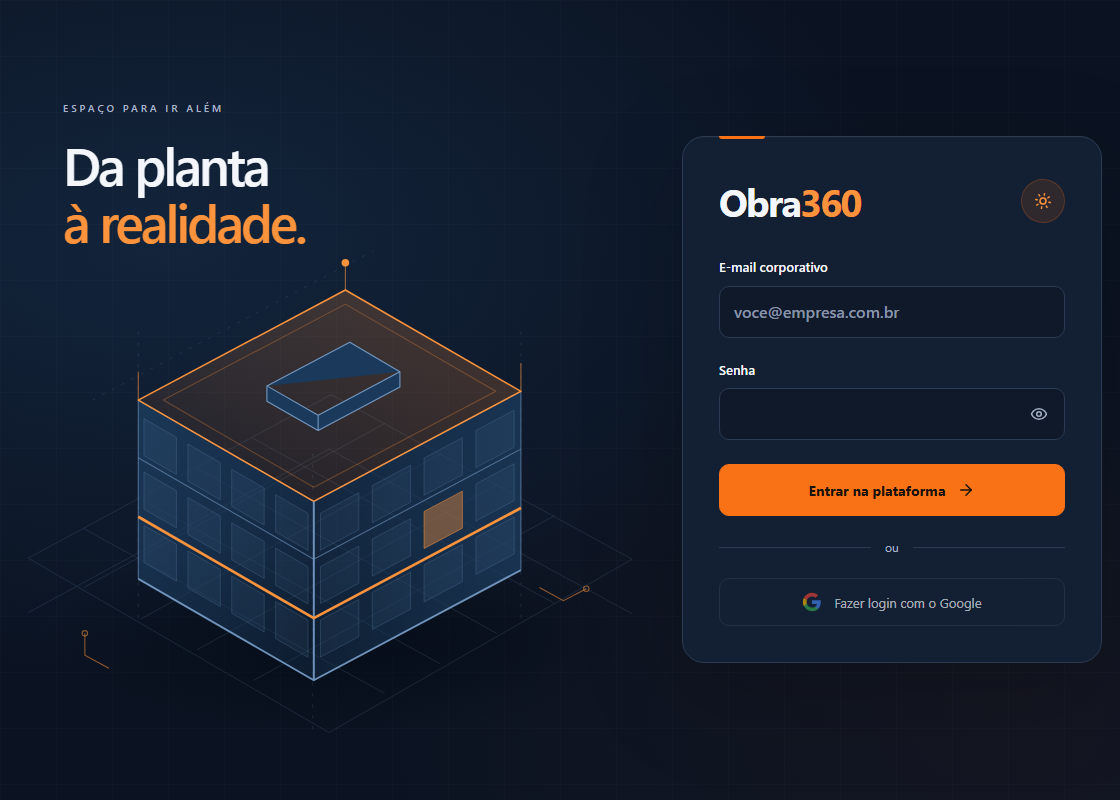 ESPAÇO PARA IR ALÉM
Da planta
à realidade.
Obra360
E-mail corporativo
voce@empresa.com.br
Senha
Entrar na plataforma
ou
Fazer login com o Google